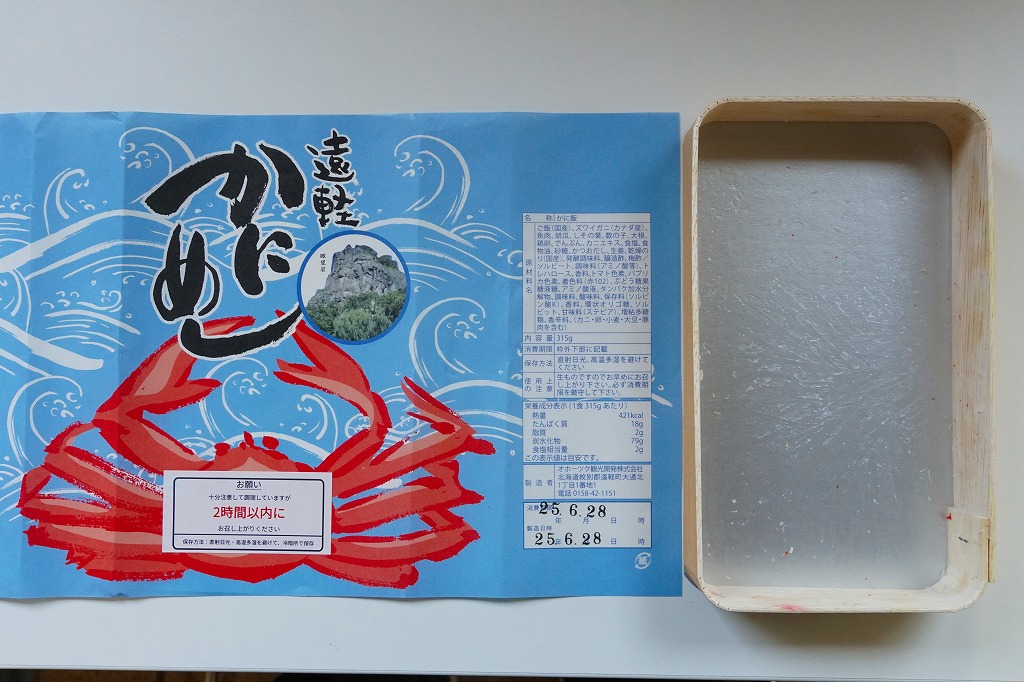 遠軽
かにめし
瞰望岩
お願い
十分注意して調理していますが
2時間以内に
お召し上がりください
保存方法：直射日光・高温多湿を避けて、冷暗所で保存
名 称 かに飯
原材料名
ご飯(国産)、ズワイガニ(カナダ産)、
魚肉、胡瓜、しその葉、数の子、大根、
鶏卵、でんぷん、カニエキス、食塩、食
物油、砂糖、かつおだし、生姜、乾燥の
り(国産)、発酵調味料、醸造酢、梅酢／
ソルビート、調味料(アミノ酸等)、ト
レハロース、香料、トマト色素、パプリ
カ色素、着色料(赤102)、ぶどう糖果
糖液糖、アミノ酸液、タンパク加水分
解物、調味料、酸味料、保存料(ソルビ
ン酸K)、香料、環状オリゴ糖、ソル
ビット、甘味料(ステビア)、増粘多糖
類、香辛料、(カニ・卵・小麦・大豆・豚
肉を含む)
内 容 量 315g
消費期限 枠外下部に記載
保存方法 直射日光、高温多湿を避けて
ください
使用上の注意
生ものですのでお早めにお召
し上がり下さい。必ず消費期
限を厳守して下さい。
栄養成分表示(1食315gあたり)
熱量 421kcal
たんぱく質 18g
脂質 2g
炭水化物 79g
食塩相当量 2g
この表示値は目安です。
製 造 者
オホーツク観光開発株式会社
北海道紋別郡遠軽町大通北
1丁目1番地1
電話 0158-42-1151
消費
25.6.28
年 月 日 時
製造日時
25.6.28
年 月 日 時
紙